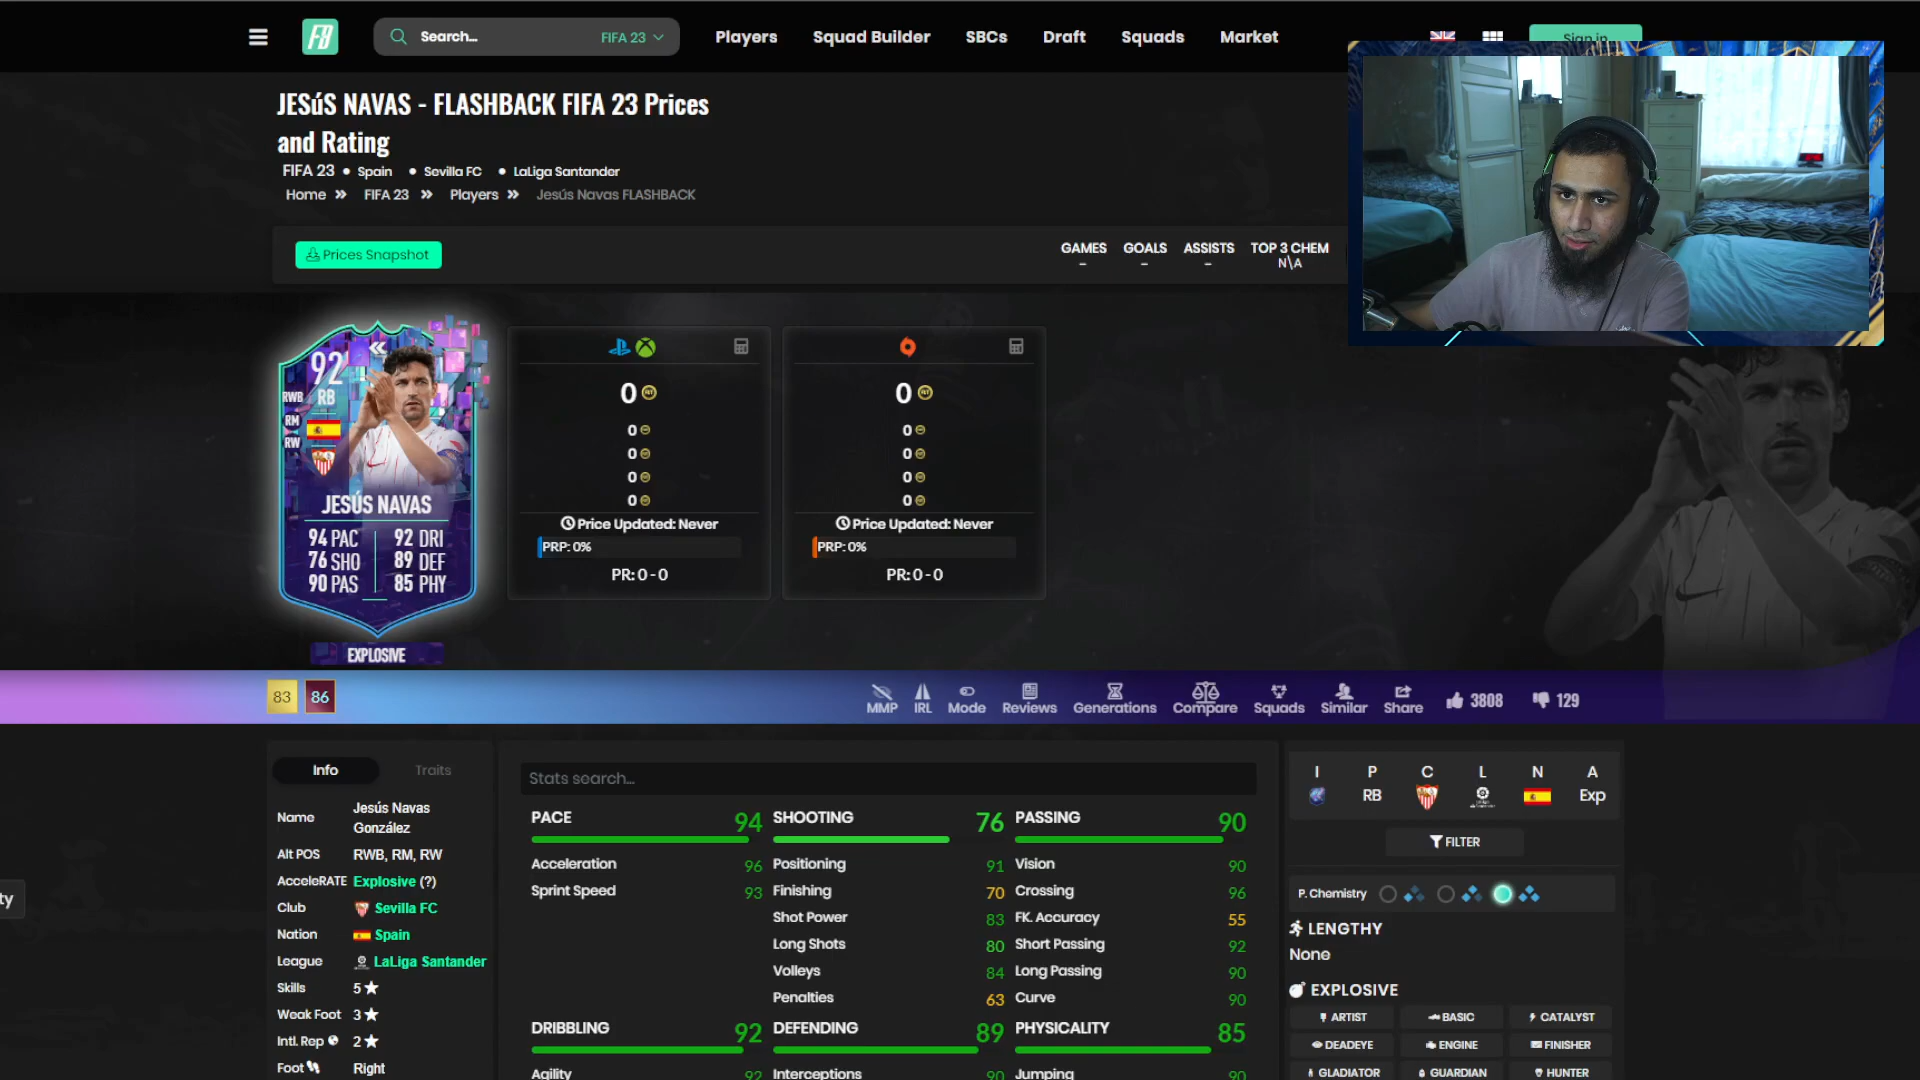 Search...
FIFA 23
Players
Squad Builder
SBCs
Draft
Squads
Market
Sign in
JESúS NAVAS - FLASHBACK FIFA 23 Prices
and Rating
FIFA 23 • Spain • Sevilla FC • LaLiga Santander
Home » FIFA 23 » Players » Jesús Navas FLASHBACK
Prices Snapshot
GAMES GOALS ASSISTS TOP 3 CHEM
- - - N\A
92
RB
RWB
RM
RW
JESÚS NAVAS
94 PAC 92 DRI
76 SHO 89 DEF
90 PAS 85 PHY
EXPLOSIVE
0
0
0
0
0
Price Updated: Never
PRP: 0%
PR: 0 - 0
0
0
0
0
0
Price Updated: Never
PRP: 0%
PR: 0 - 0
83 86
MMP IRL Mode Reviews Generations Compare Squads Similar Share 3808 129
Info Traits
Name Jesús Navas
González
Alt POS RWB, RM, RW
AcceleRATE Explosive (?)
Club Sevilla FC
Nation Spain
League LaLiga Santander
Skills 5 ★
Weak Foot 3 ★
Intl. Rep 2 ★
Foot Right
ty
Stats search...
PACE 94
Acceleration 96
Sprint Speed 93
SHOOTING 76
Positioning 91
Finishing 70
Shot Power 83
Long Shots 80
Volleys 84
Penalties 63
PASSING 90
Vision 90
Crossing 96
FK. Accuracy 55
Short Passing 92
Long Passing 90
Curve 90
DRIBBLING 92
Agility 92
DEFENDING 89
Interceptions 90
PHYSICALITY 85
Jumping 90
I P C L N A
RB Exp
FILTER
P. Chemistry
LENGTHY
None
EXPLOSIVE
ARTIST BASIC CATALYST
DEADEYE ENGINE FINISHER
GLADIATOR GUARDIAN HUNTER